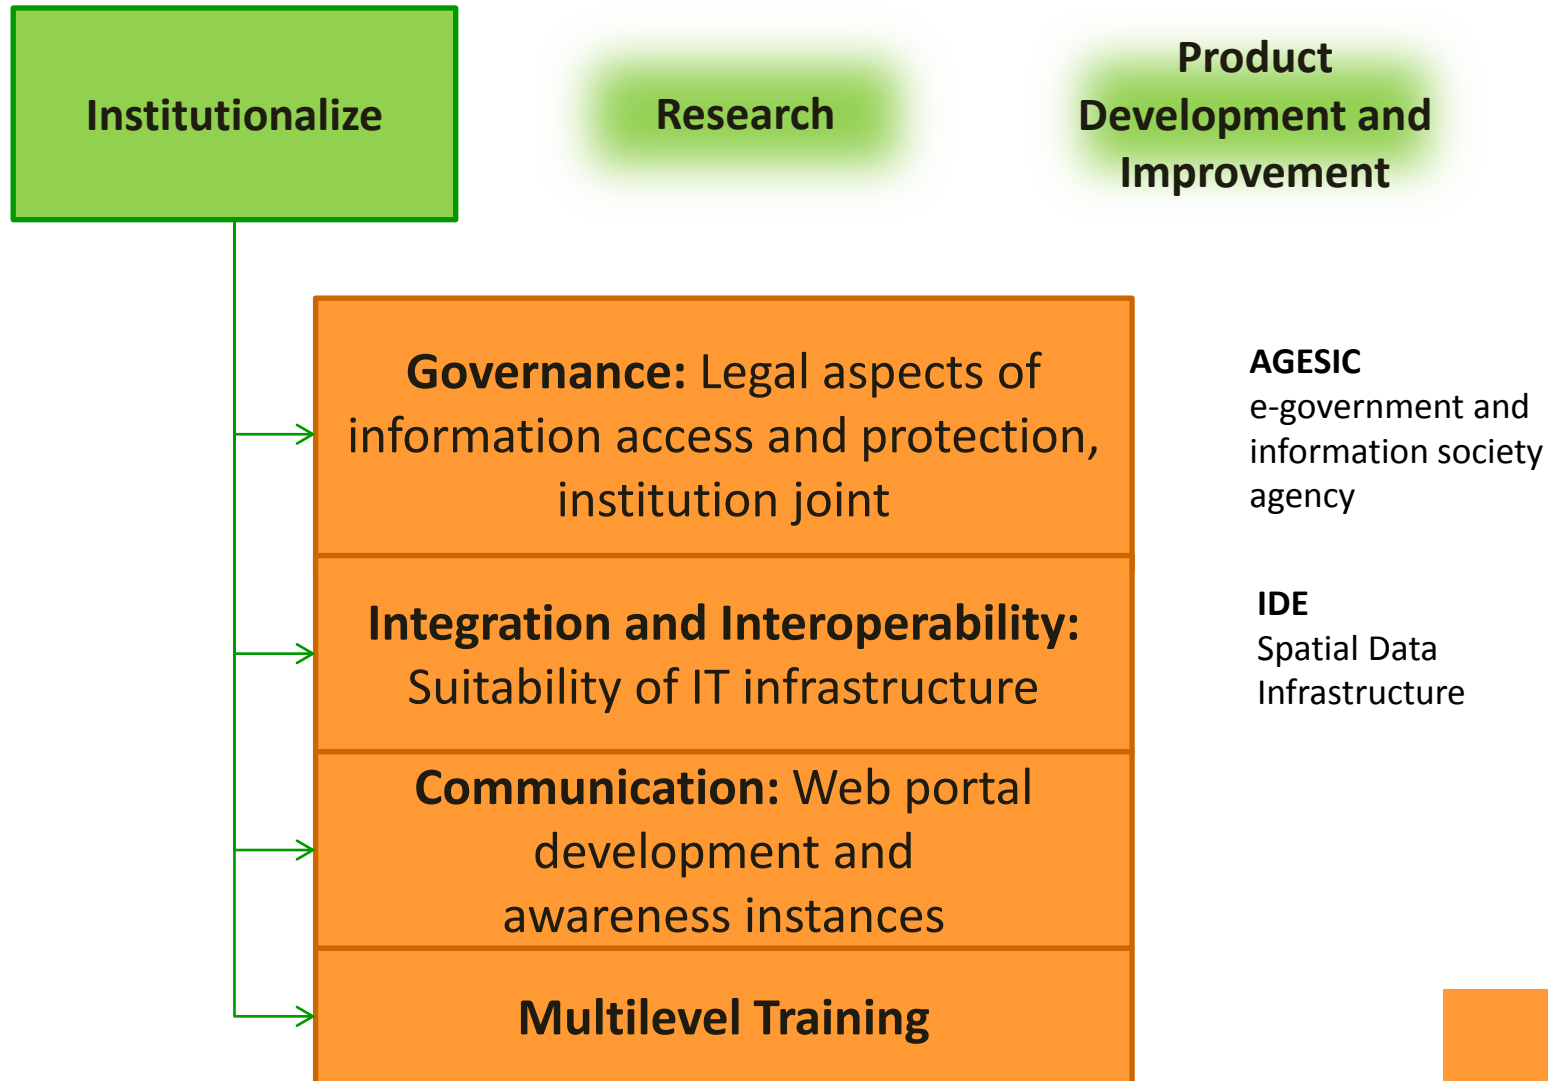 Institutionalize
Research
Product
Development and
Improvement
Governance: Legal aspects of
information access and protection,
institution joint
AGESIC
e-government and
information society
agency
Integration and Interoperability:
Suitability of IT infrastructure
IDE
Spatial Data
Infrastructure
Communication: Web portal
development and
awareness instances
Multilevel Training